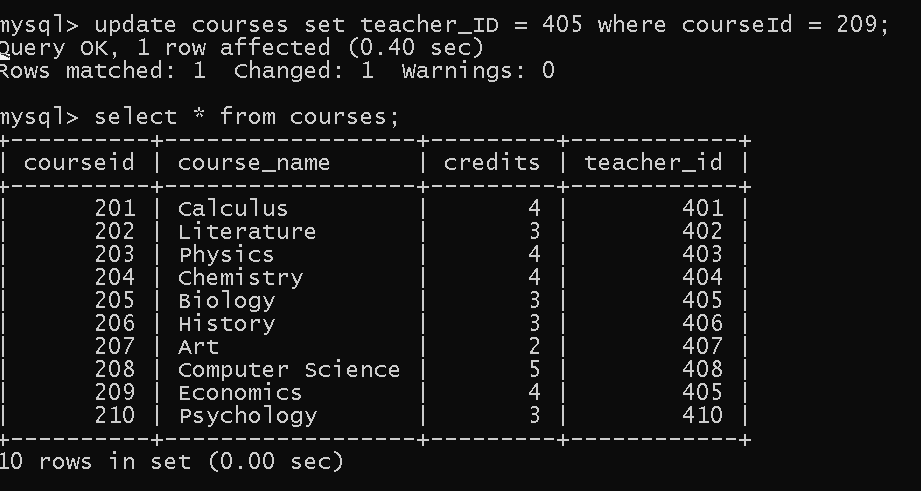 mysql> update courses set teacher_ID = 405 where courseId = 209;
Query OK, 1 row affected (0.40 sec)
Rows matched: 1  Changed: 1  Warnings: 0

mysql> select * from courses;
+----------+------------------+---------+------------+
| courseid | course_name      | credits | teacher_id |
+----------+------------------+---------+------------+
|      201 | Calculus         |       4 |        401 |
|      202 | Literature       |       3 |        402 |
|      203 | Physics          |       4 |        403 |
|      204 | Chemistry        |       4 |        404 |
|      205 | Biology          |       3 |        405 |
|      206 | History          |       3 |        406 |
|      207 | Art              |       2 |        407 |
|      208 | Computer Science |       5 |        408 |
|      209 | Economics        |       4 |        405 |
|      210 | Psychology       |       3 |        410 |
+----------+------------------+---------+------------+
10 rows in set (0.00 sec)